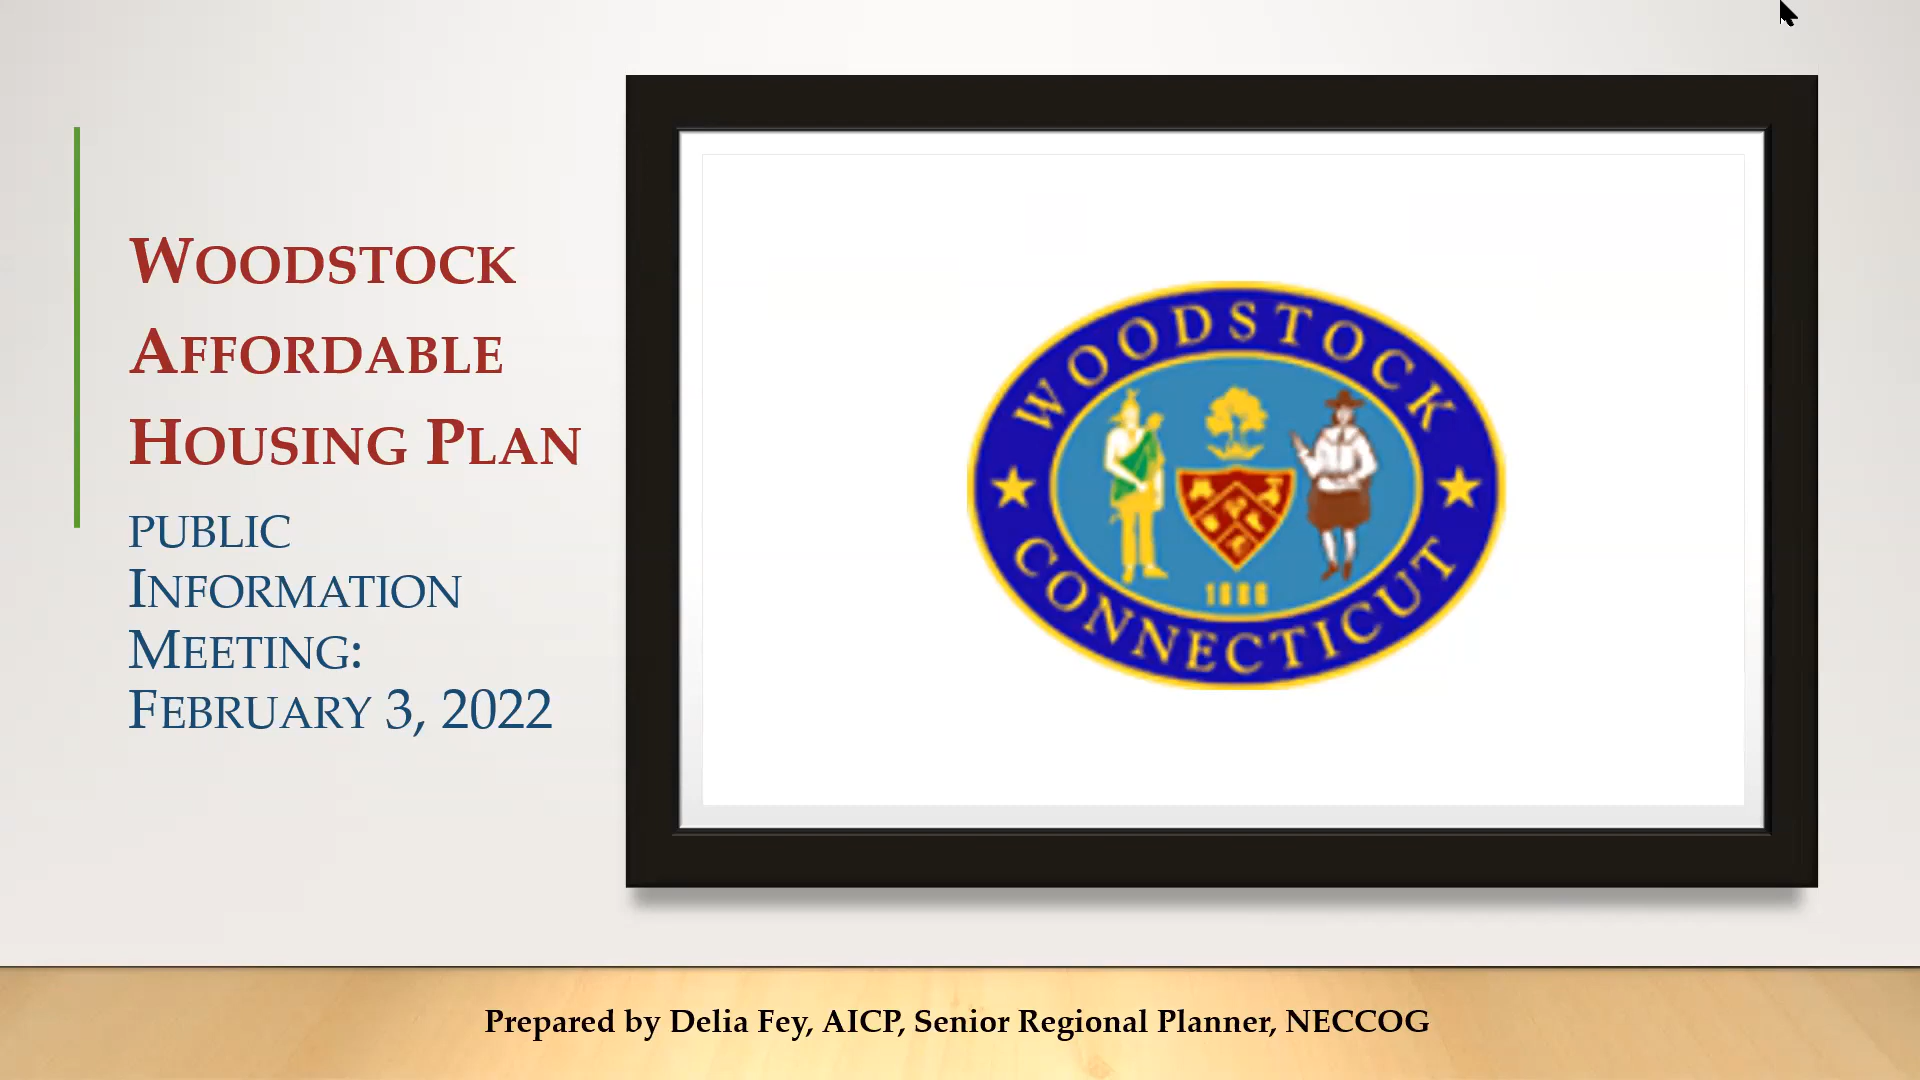 WOODSTOCK
AFFORDABLE
HOUSING PLAN
PUBLIC
INFORMATION
MEETING:
FEBRUARY 3, 2022
WOODSTOCK
CONNECTICUT
Prepared by Delia Fey, AICP, Senior Regional Planner, NECCOG